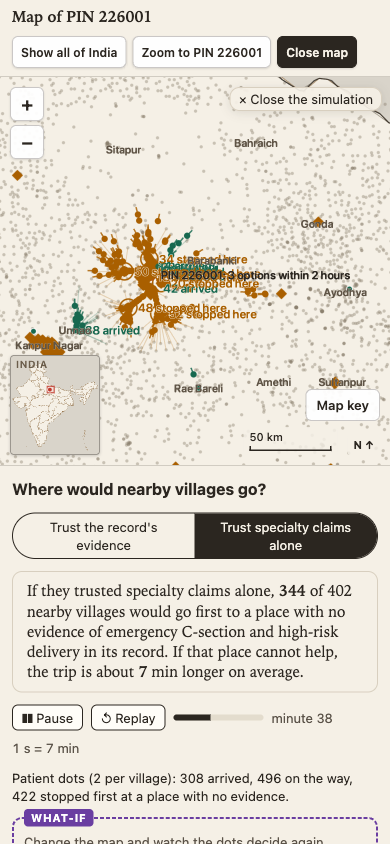 Map of PIN 226001
Show all of India
Zoom to PIN 226001
Close map
+
−
× Close the simulation
Sitapur
Bahraich
Gonda
PIN 226001: 3 options within 2 hours
stopped here
42 arrived
Ayodhya
48 stopped here
stopped here
38 arrived
Kanpur Nagar
INDIA
Rae Bareli
Amethi
Sultanpur
Map key
50 km
N ↑
Where would nearby villages go?
Trust the record's
evidence
Trust specialty claims
alone
If they trusted specialty claims alone, 344 of 402
nearby villages would go first to a place with no
evidence of emergency C-section and high-risk
delivery in its record. If that place cannot help,
the trip is about 7 min longer on average.
Pause
Replay
minute 38
1 s = 7 min
Patient dots (2 per village): 308 arrived, 496 on the way,
422 stopped first at a place with no evidence.
WHAT-IF
Change the map and watch the dots decide again